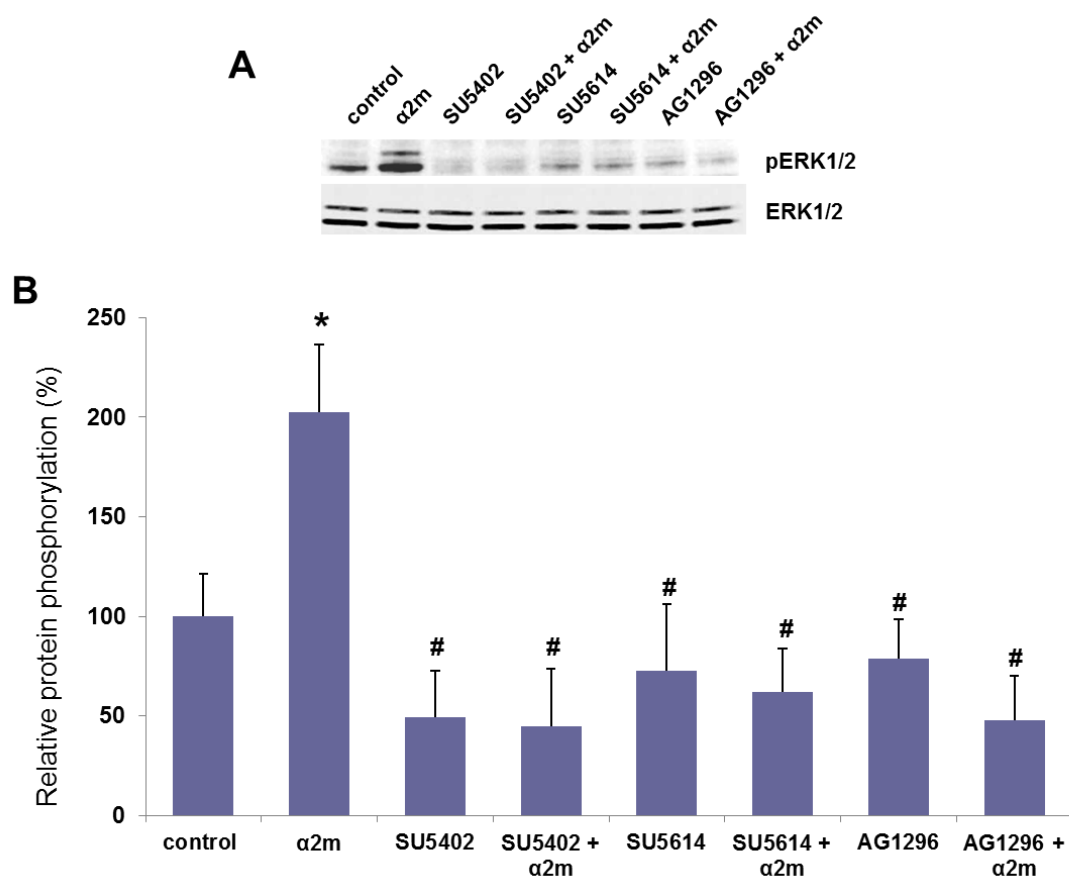 A
control
α2m
SU5402
SU5402 + α2m
SU5614
SU5614 + α2m
AG1296
AG1296 + α2m
pERK1/2
ERK1/2
B
Relative protein phosphorylation (%)
250
200
150
100
50
0
*
#
#
#
#
#
#
control
α2m
SU5402
SU5402 +
α2m
SU5614
SU5614 +
α2m
AG1296
AG1296 +
α2m